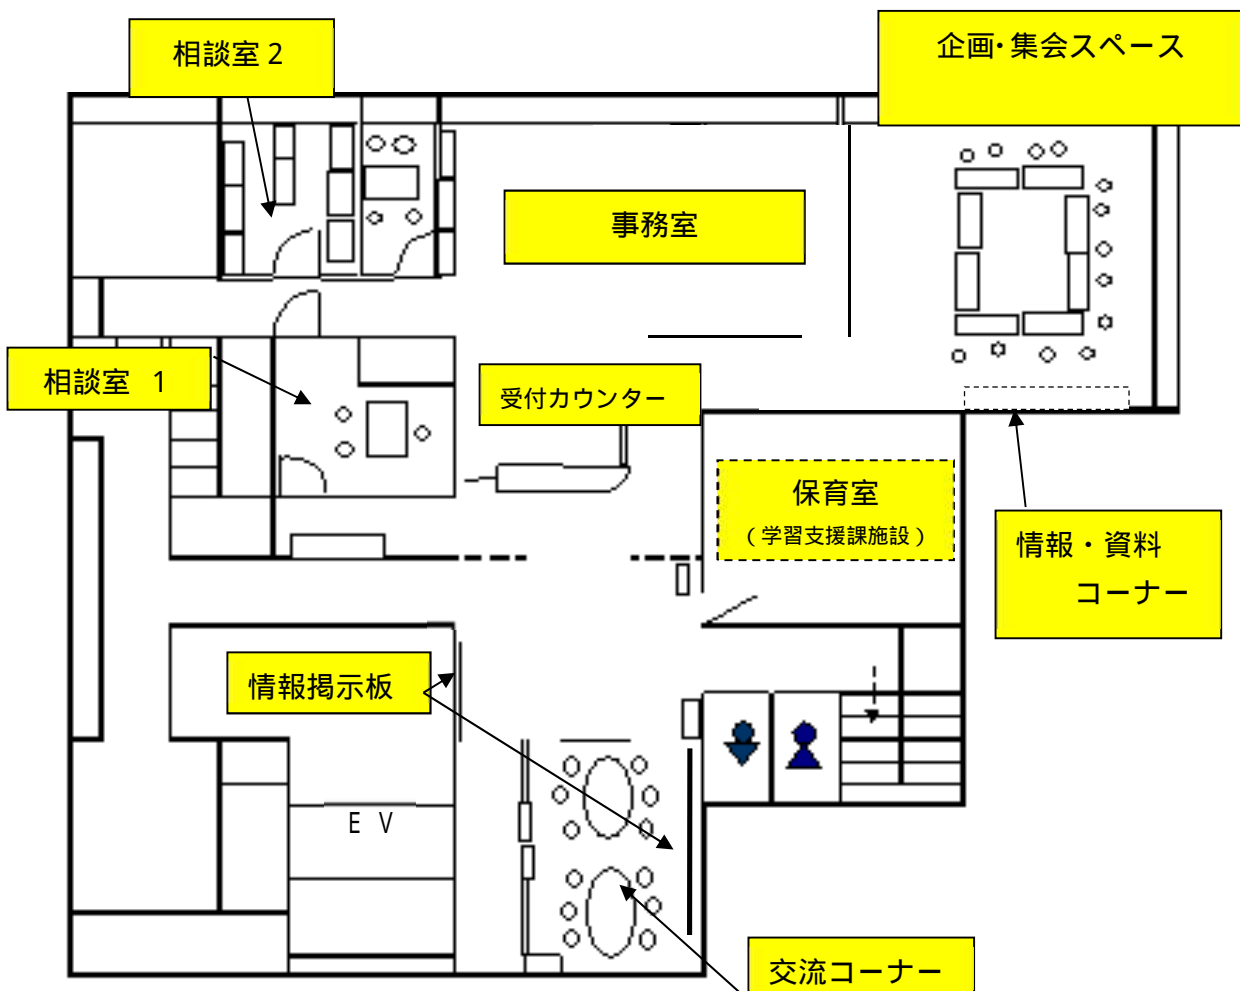 相談室２
企画・集会スペース
事務室
相談室 １
受付カウンター
保育室
（学習支援課施設）
情報・資料
コーナー
情報掲示板
ＥＶ
交流コーナー